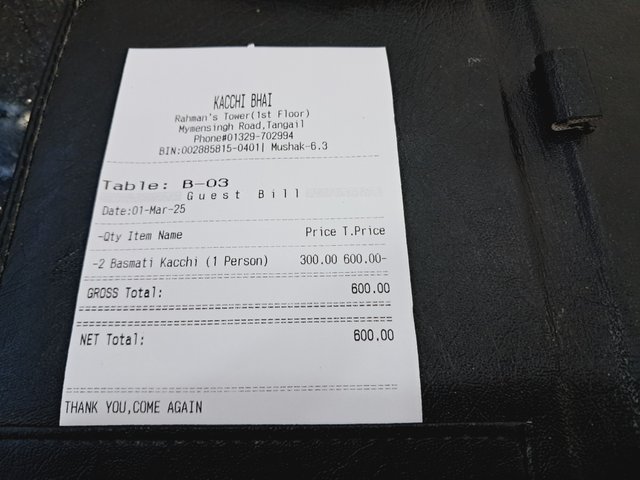 KACCHI BHAI
Rahman's Tower(1st Floor)
Mymensingh Road,Tangail
Phone#01329-702994
BIN:002885815-0401| Mushak-6.3
Table: B-03
Guest Bill
Date:01-Mar-25
-Qty Item Name Price T.Price
-2 Basmati Kacchi (1 Person) 300.00 600.00-
GROSS Total: 600.00
NET Total: 600.00
THANK YOU,COME AGAIN